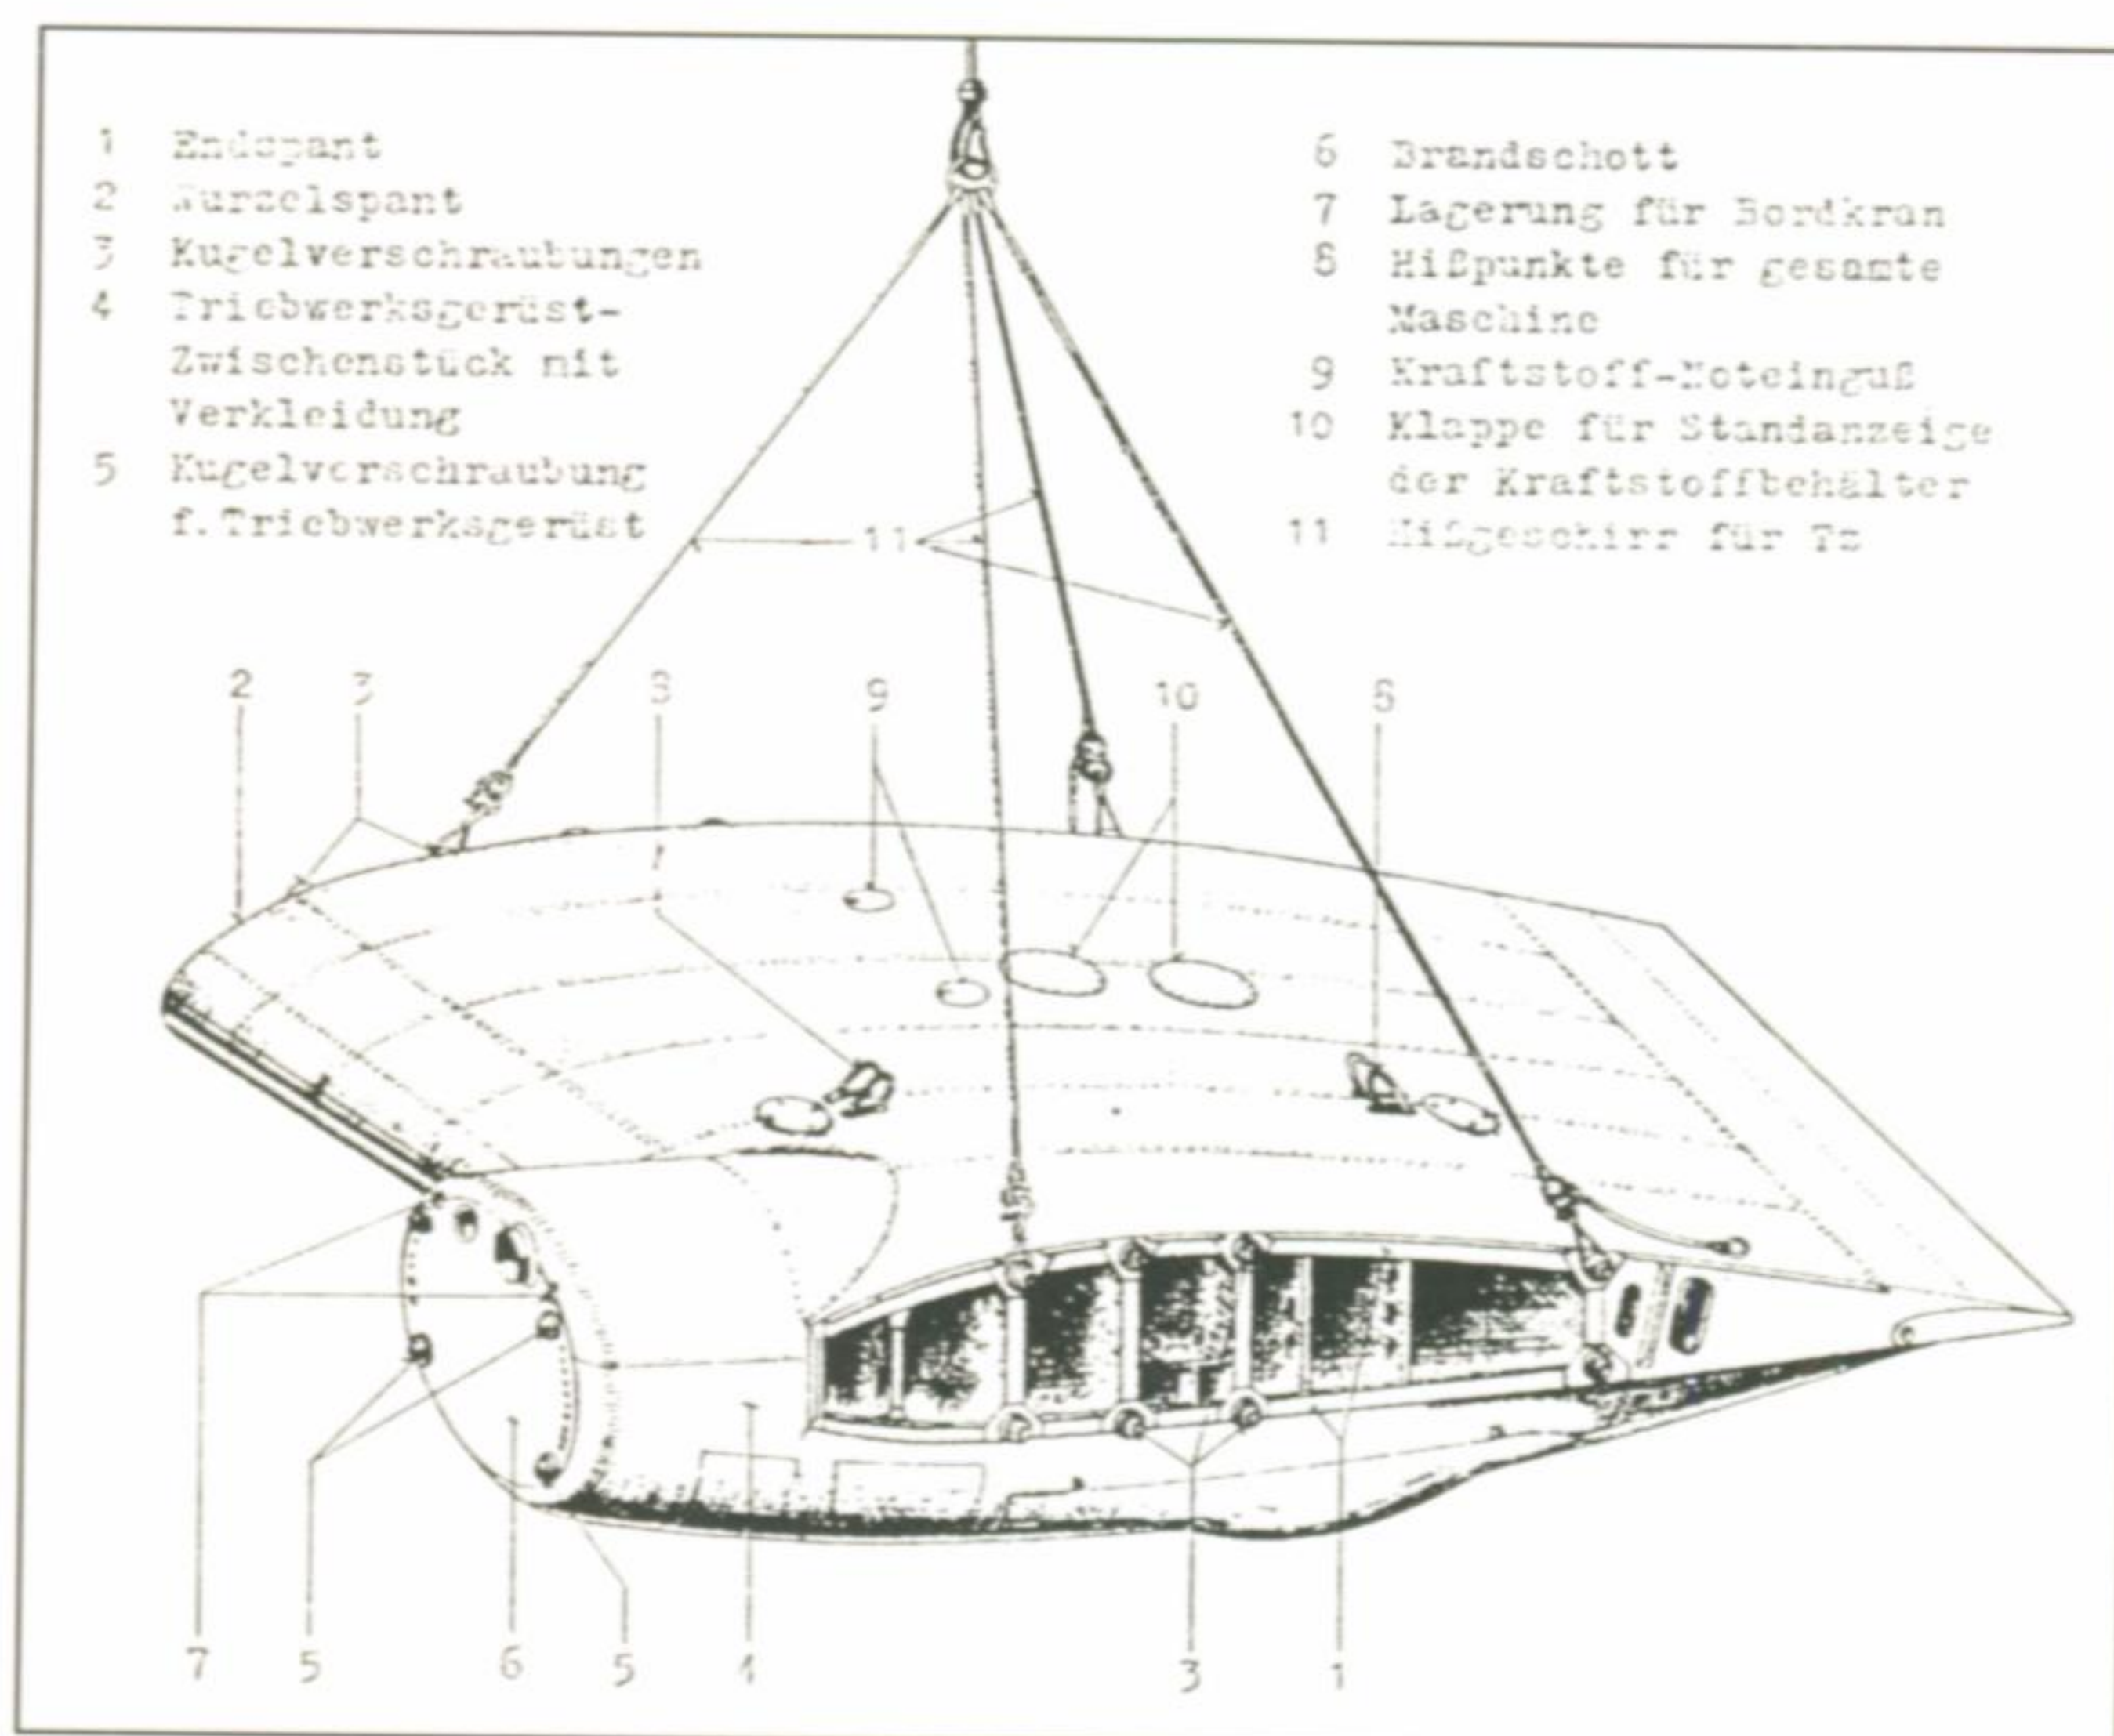 1 Endspant
2 Wurzelspant
3 Kugelverschraubungen
4 Triebwerksgerüst-
Zwischenstück mit
Verkleidung
5 Kugelverschraubung
f. Triebwerksgerüst
6 Brandschott
7 Lagerung für Bordkran
8 Hißpunkte für gesamte
Maschine
9 Kraftstoff-Noteinguß
10 Klappe für Standanzeige
der Kraftstoffbehälter
11 Hißgeschirr für
11
2 3 8 9 10 8
7 5 6 5 3 1